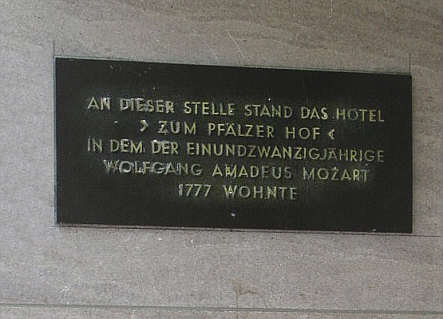 AN DIESER STELLE STAND DAS HOTEL
› ZUM PFÄLZER HOF ‹
IN DEM DER EINUNDZWANZIGJÄHRIGE
WOLFGANG AMADEUS MOZART
1777 WOHNTE